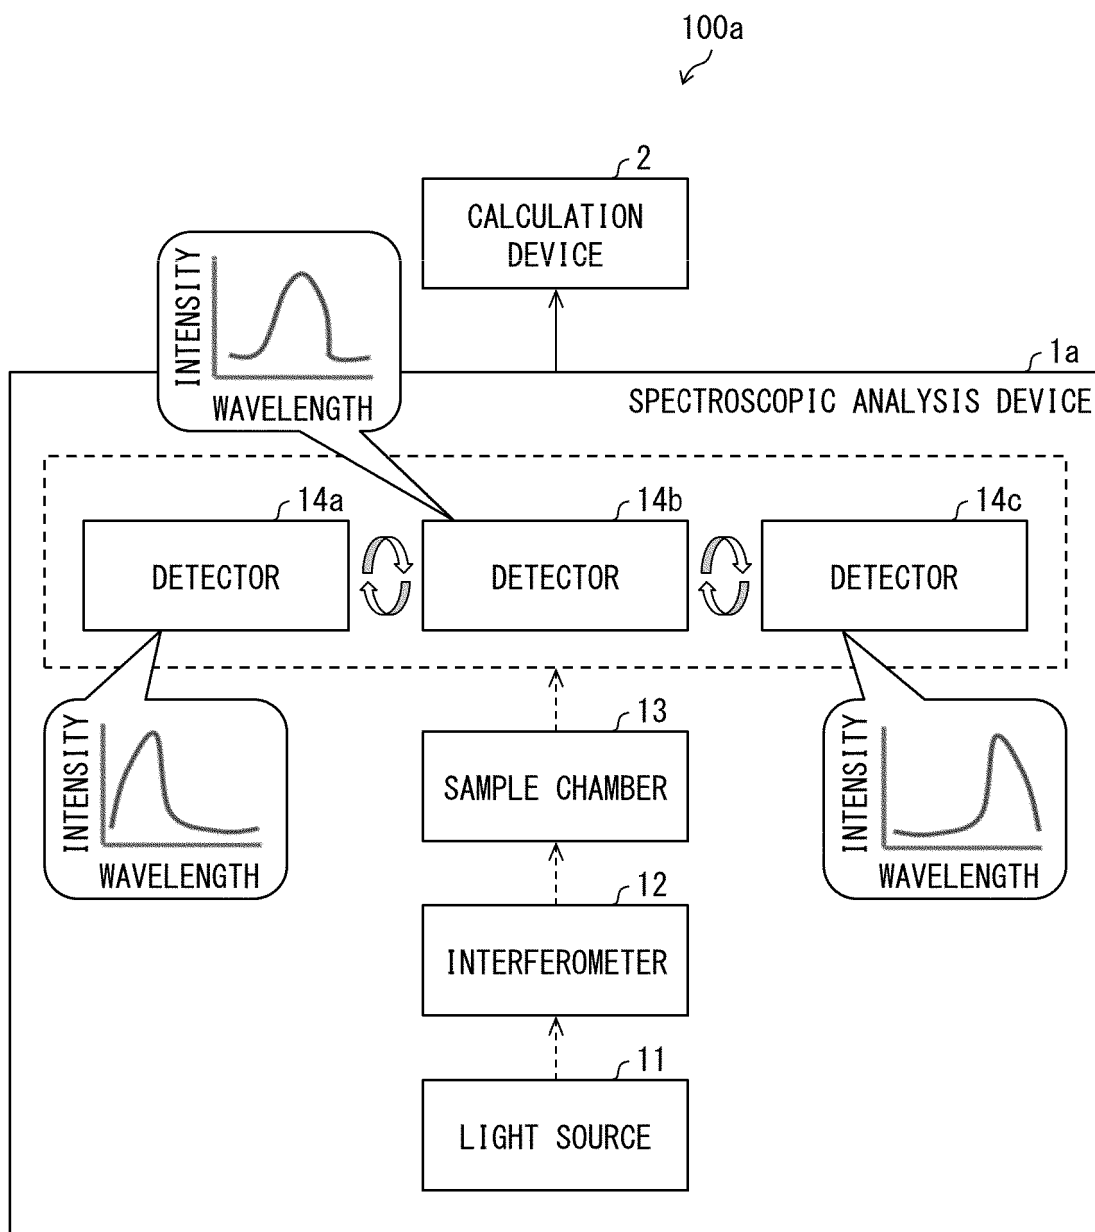 100a
2
CALCULATION
DEVICE
INTENSITY
WAVELENGTH
1a
SPECTROSCOPIC ANALYSIS DEVICE
14a
14b
14c
DETECTOR
DETECTOR
DETECTOR
INTENSITY
WAVELENGTH
13
SAMPLE CHAMBER
INTENSITY
WAVELENGTH
12
INTERFEROMETER
11
LIGHT SOURCE